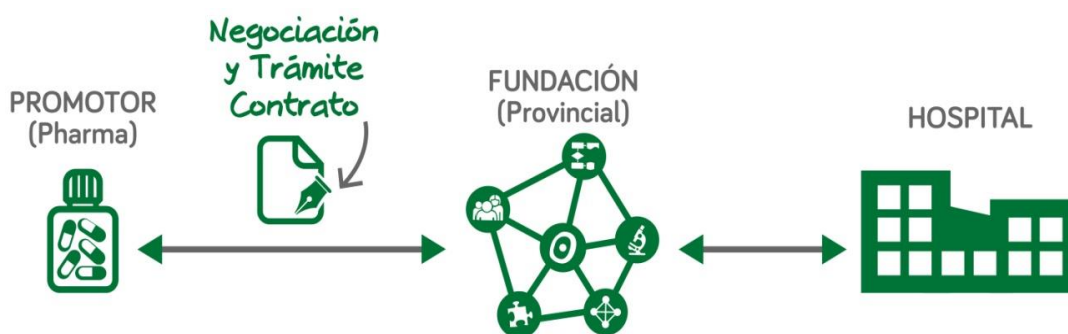 PROMOTOR
(Pharma)
Negociación
y Trámite
Contrato
FUNDACIÓN
(Provincial)
HOSPITAL